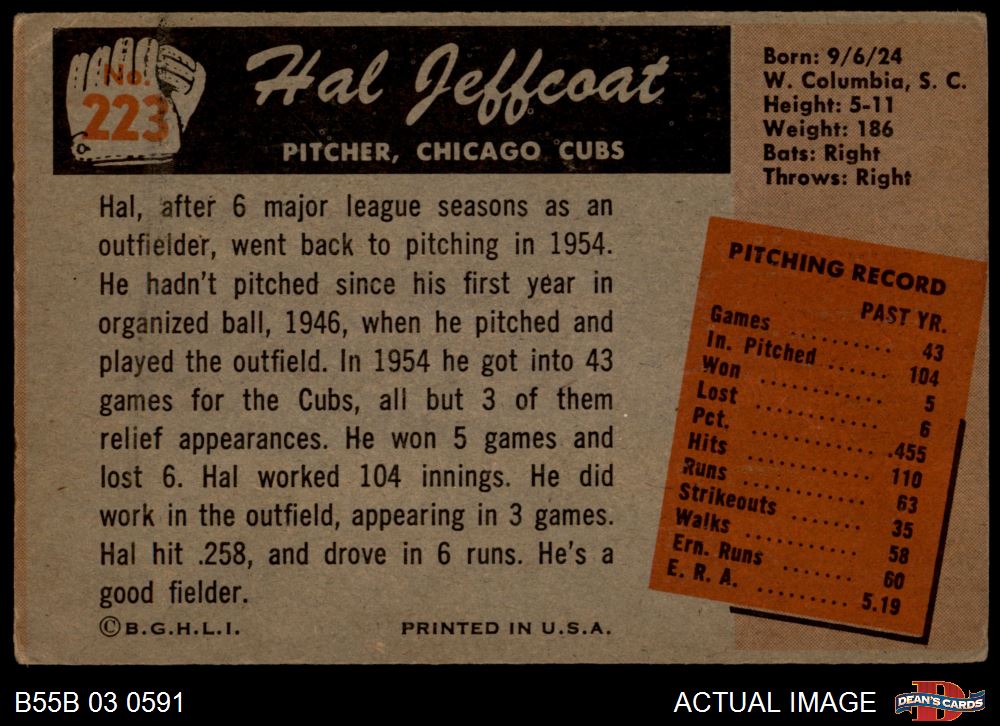 No.
223
Hal Jeffcoat
PITCHER, CHICAGO CUBS
Born: 9/6/24
W. Columbia, S. C.
Height: 5-11
Weight: 186
Bats: Right
Throws: Right
Hal, after 6 major league seasons as an
outfielder, went back to pitching in 1954.
He hadn't pitched since his first year in
organized ball, 1946, when he pitched and
played the outfield. In 1954 he got into 43
games for the Cubs, all but 3 of them
relief appearances. He won 5 games and
lost 6. Hal worked 104 innings. He did
work in the outfield, appearing in 3 games.
Hal hit .258, and drove in 6 runs. He's a
good fielder.
©B.G.H.L.I. PRINTED IN U.S.A.
PITCHING RECORD
PAST YR.
Games .......... 43
In. Pitched ...... 104
Won .......... 5
Lost .......... 6
Pct. .......... .455
Hits .......... 110
Runs .......... 63
Strikeouts ...... 35
Walks .......... 58
Ern. Runs ....... 60
E. R. A. ......... 5.19
B55B 03 0591
ACTUAL IMAGE
D
DEAN'S CARDS